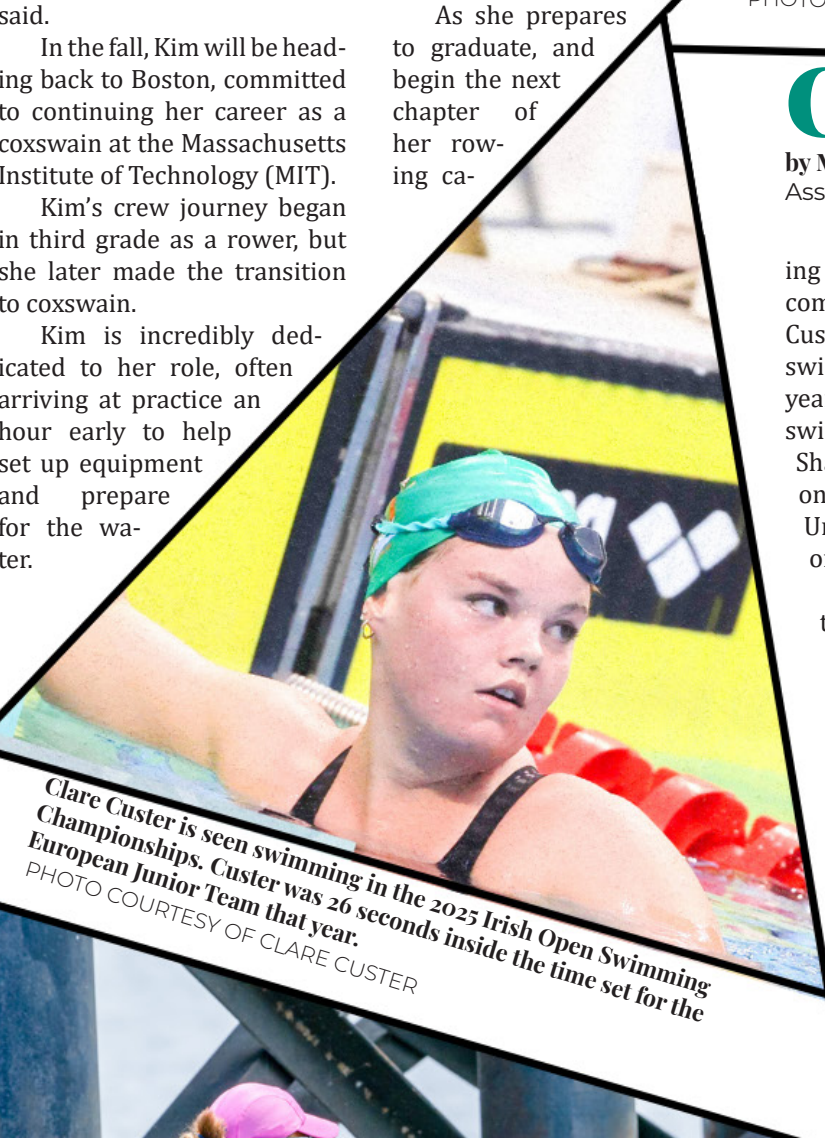 said.
In the fall, Kim will be head-
ing back to Boston, committed
to continuing her career as a
coxswain at the Massachusetts
Institute of Technology (MIT).
Kim's crew journey began
in third grade as a rower, but
she later made the transition
to coxswain.
Kim is incredibly ded-
icated to her role, often
arriving at practice an
hour early to help
set up equipment
and prepare
for the wa-
ter.
As she prepares
to graduate, and
begin the next
chapter of
her row-
ing ca-
Clare Custer is seen swimming in the 2025 Irish Open Swimming
Championships. Custer was 26 seconds inside the time set for the
European Junior Team that year.
PHOTO COURTESY OF CLARE CUSTER
PHOTO
by
Ass
ing
com
Cus
swi
yea
swi
Sha
on